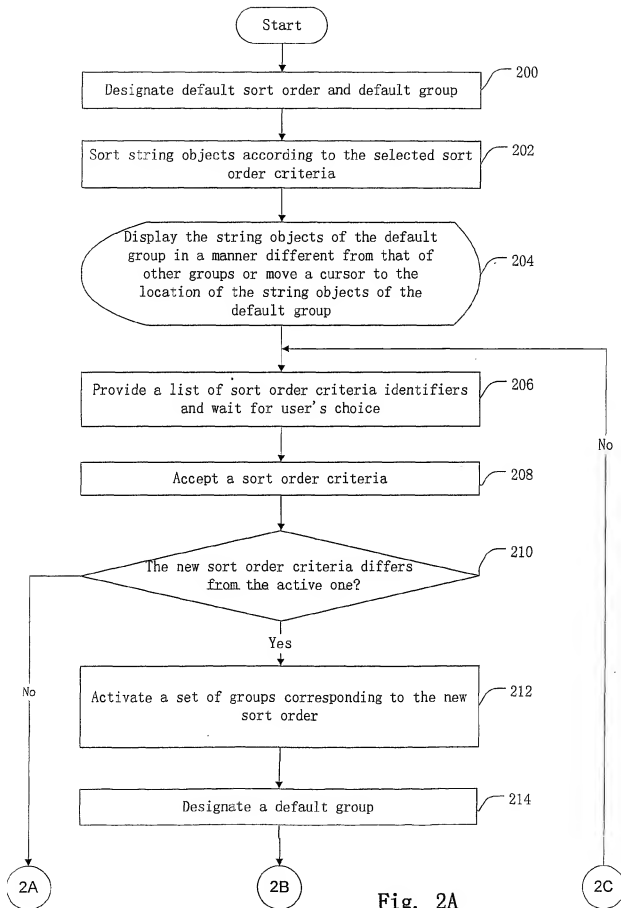 Start
Designate default sort order and default group
200
Sort string objects according to the selected sort
order criteria
202
Display the string objects of the default
group in a manner different from that of
other groups or move a cursor to the
location of the string objects of the
default group
204
Provide a list of sort order criteria identifiers
and wait for user's choice
206
No
Accept a sort order criteria
208
The new sort order criteria differs
from the active one?
210
Yes
No
Activate a set of groups corresponding to the new
sort order
212
Designate a default group
214
2A
2B
2C
Fig. 2A